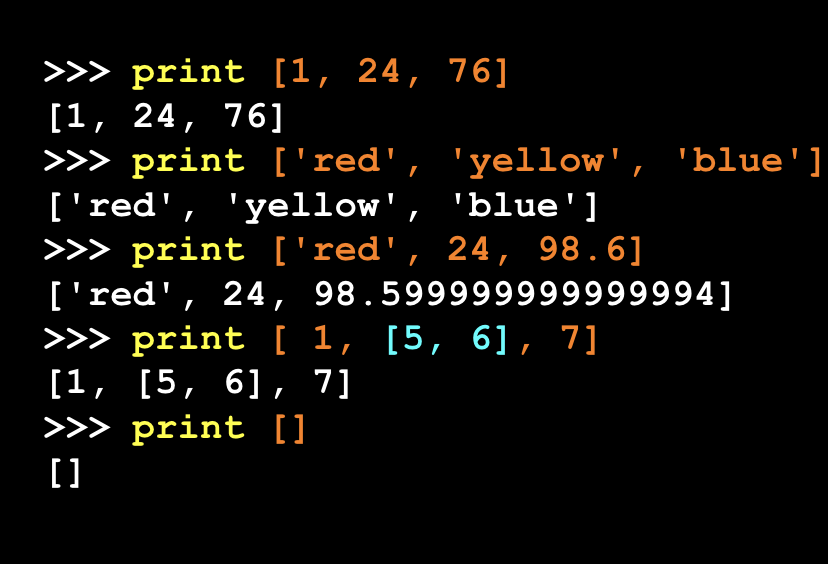 >>> print [1, 24, 76]
[1, 24, 76]
>>> print ['red', 'yellow', 'blue']
['red', 'yellow', 'blue']
>>> print ['red', 24, 98.6]
['red', 24, 98.599999999999994]
>>> print [ 1, [5, 6], 7]
[1, [5, 6], 7]
>>> print []
[]